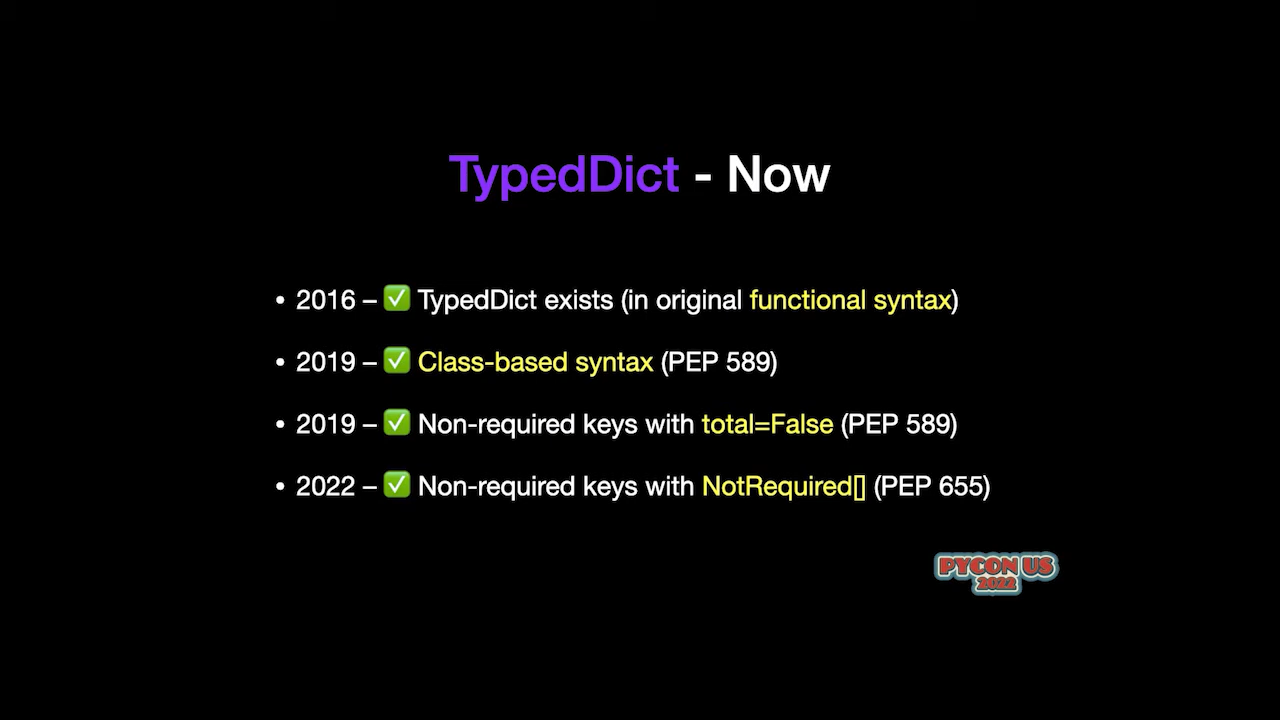 TypedDict - Now
• 2016 – ✅ TypedDict exists (in original functional syntax)
• 2019 – ✅ Class-based syntax (PEP 589)
• 2019 – ✅ Non-required keys with total=False (PEP 589)
• 2022 – ✅ Non-required keys with NotRequired[] (PEP 655)
PYCON US
2022